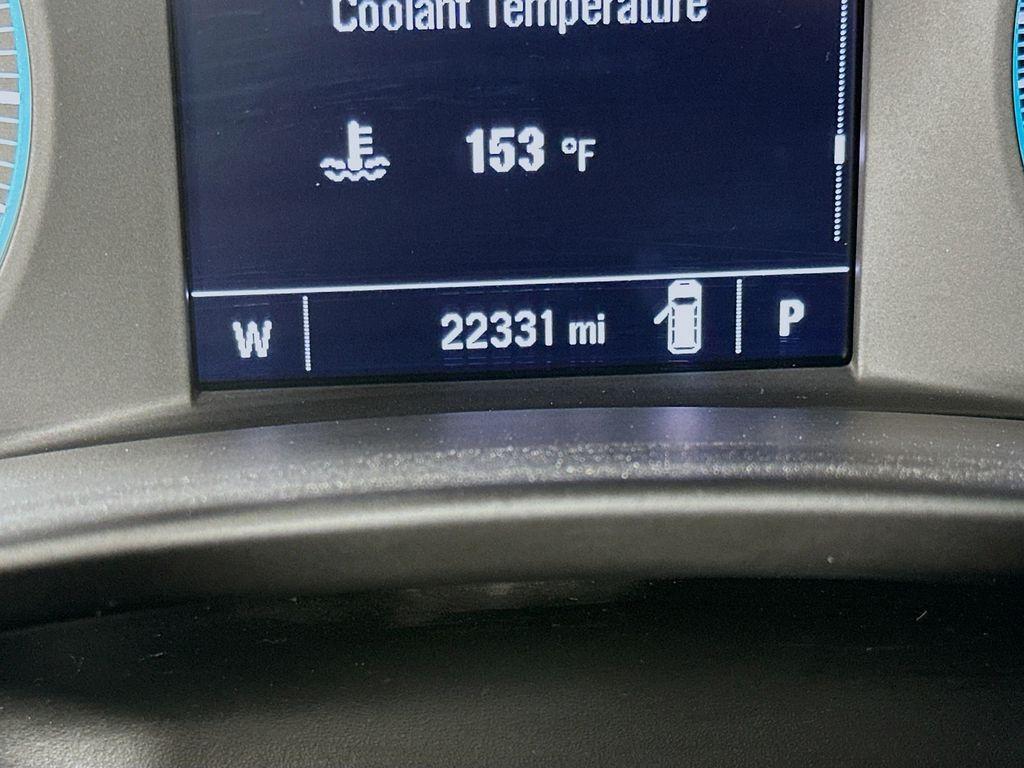 Coolant Temperature
153 °F
W 22331 mi P